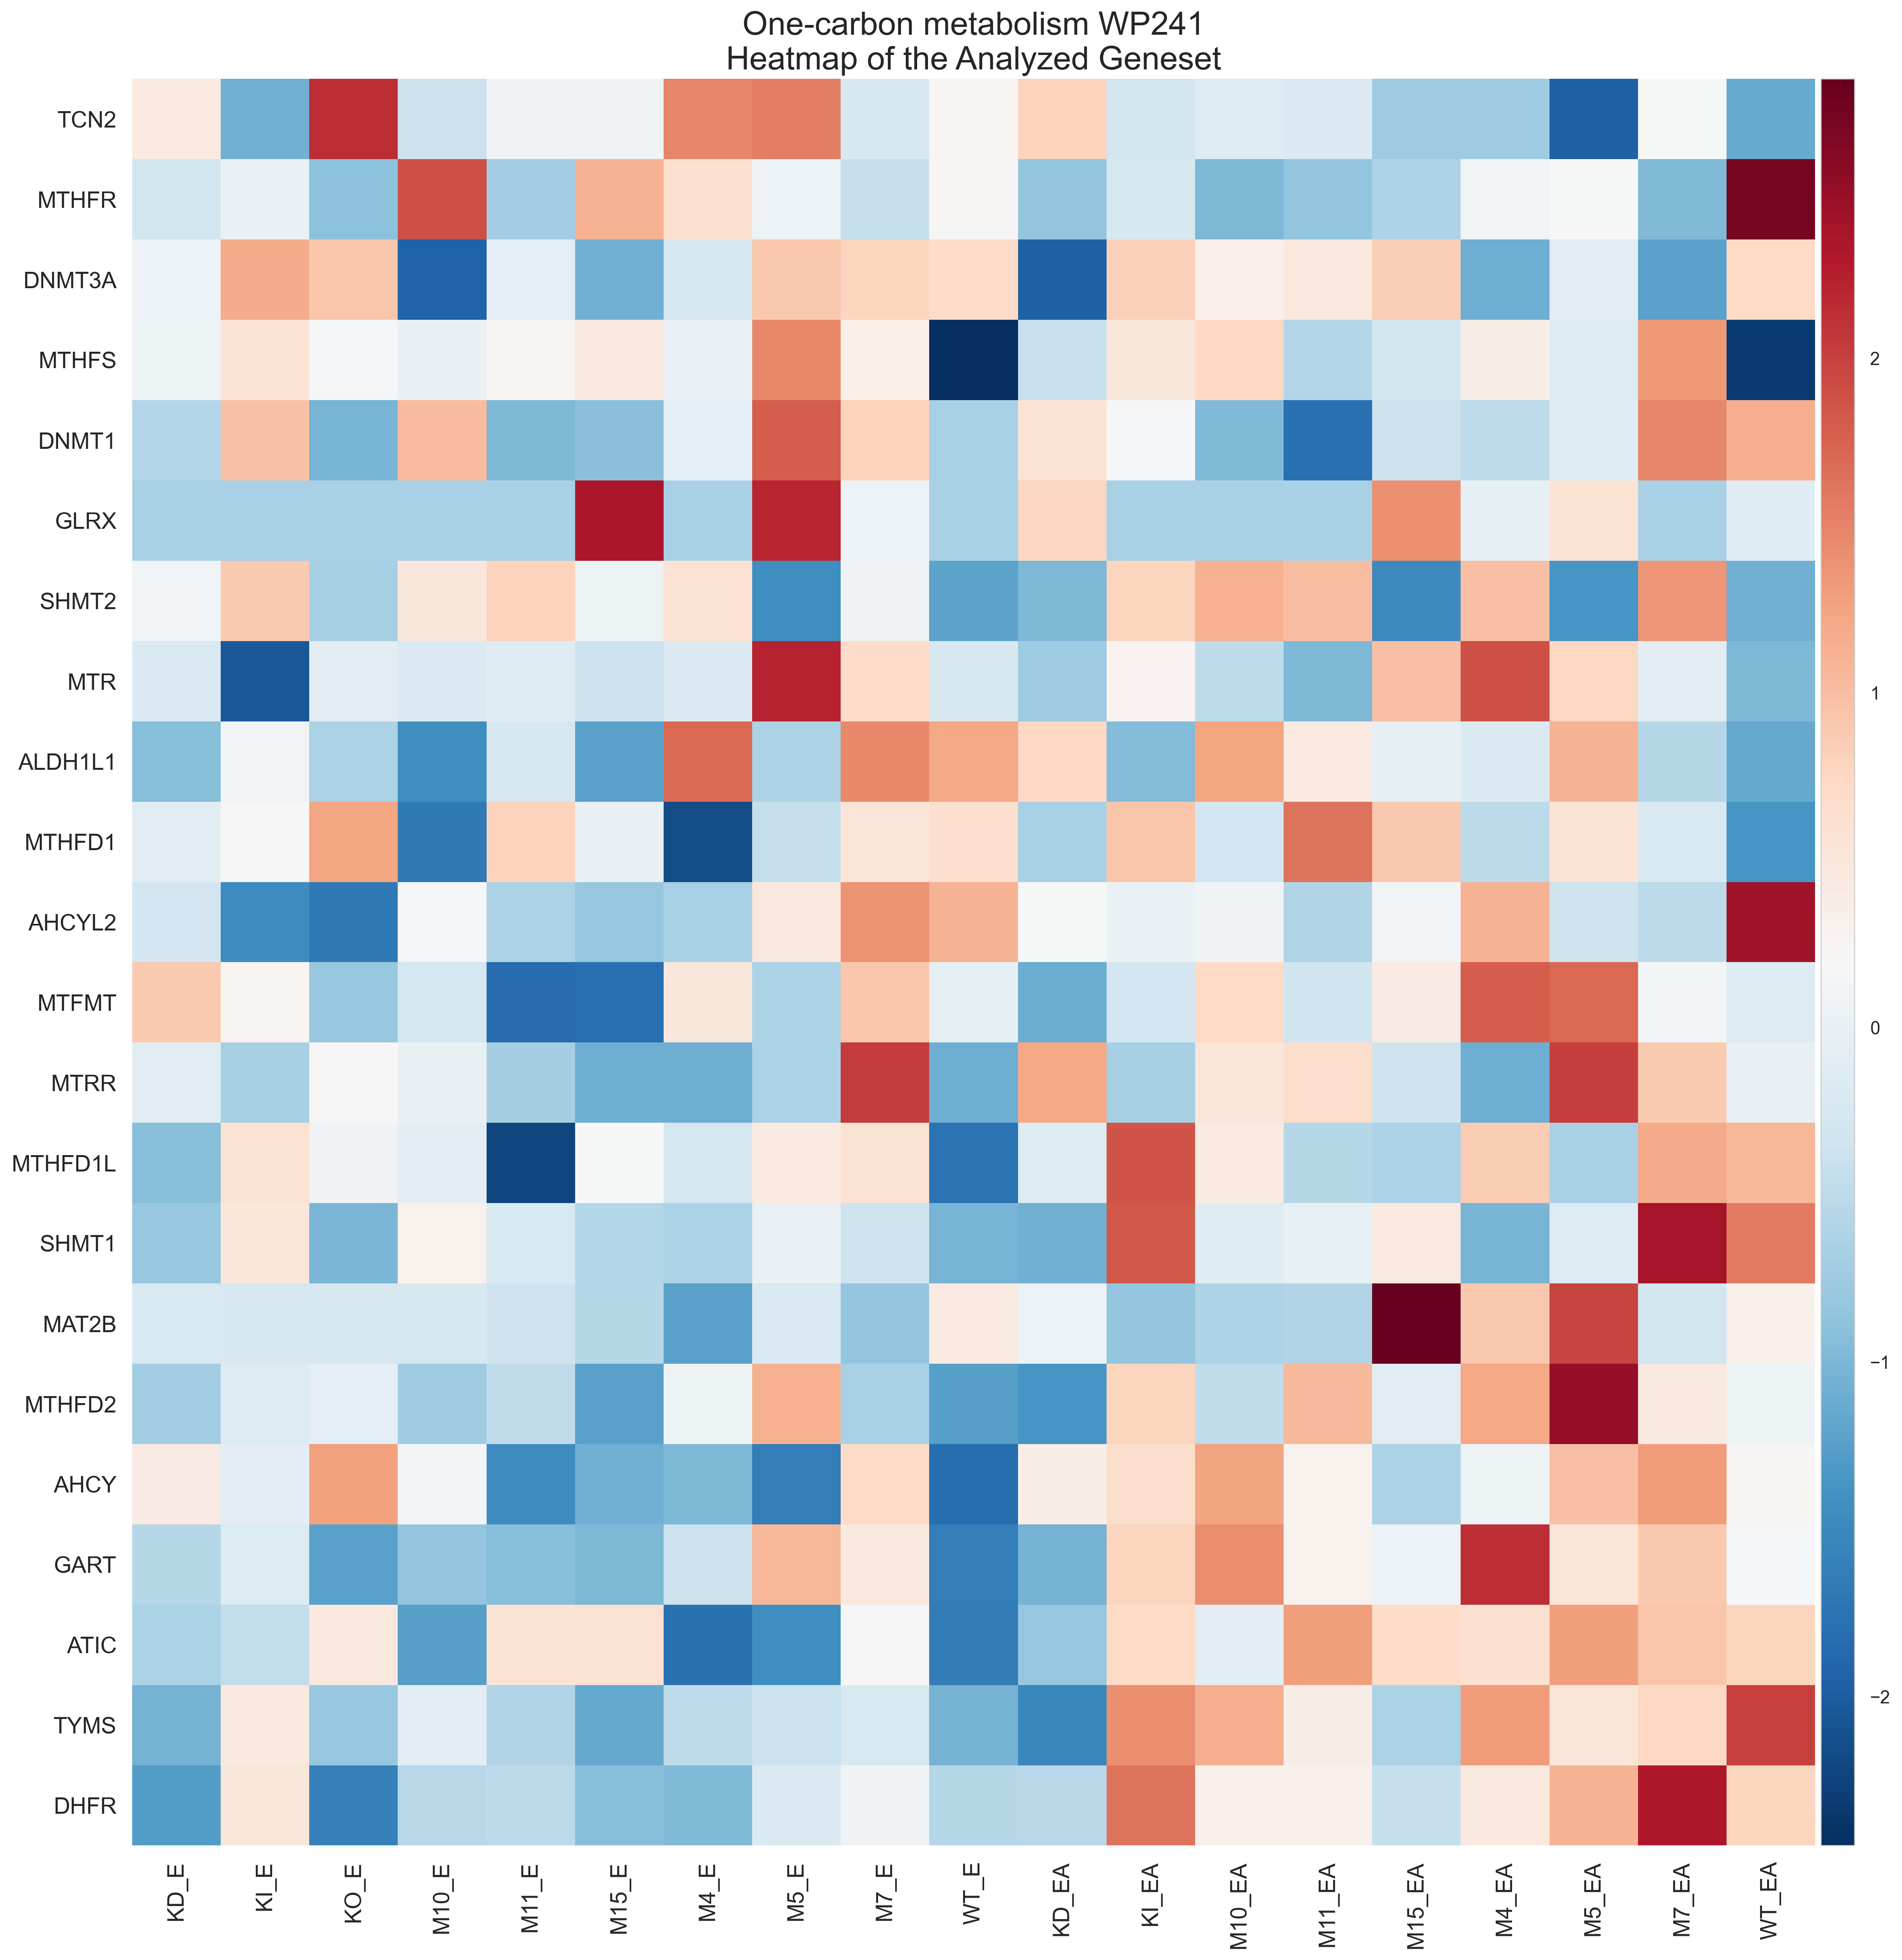 One-carbon metabolism WP241
Heatmap of the Analyzed Geneset
TCN2
MTHFR
DNMT3A
MTHFS
DNMT1
GLRX
SHMT2
MTR
ALDH1L1
MTHFD1
AHCYL2
MTFMT
MTRR
MTHFD1L
SHMT1
MAT2B
MTHFD2
AHCY
GART
ATIC
TYMS
DHFR
2
1
0
−1
−2
KD_E
KI_E
KO_E
M10_E
M11_E
M15_E
M4_E
M5_E
M7_E
WT_E
KD_EA
KI_EA
M10_EA
M11_EA
M15_EA
M4_EA
M5_EA
M7_EA
WT_EA